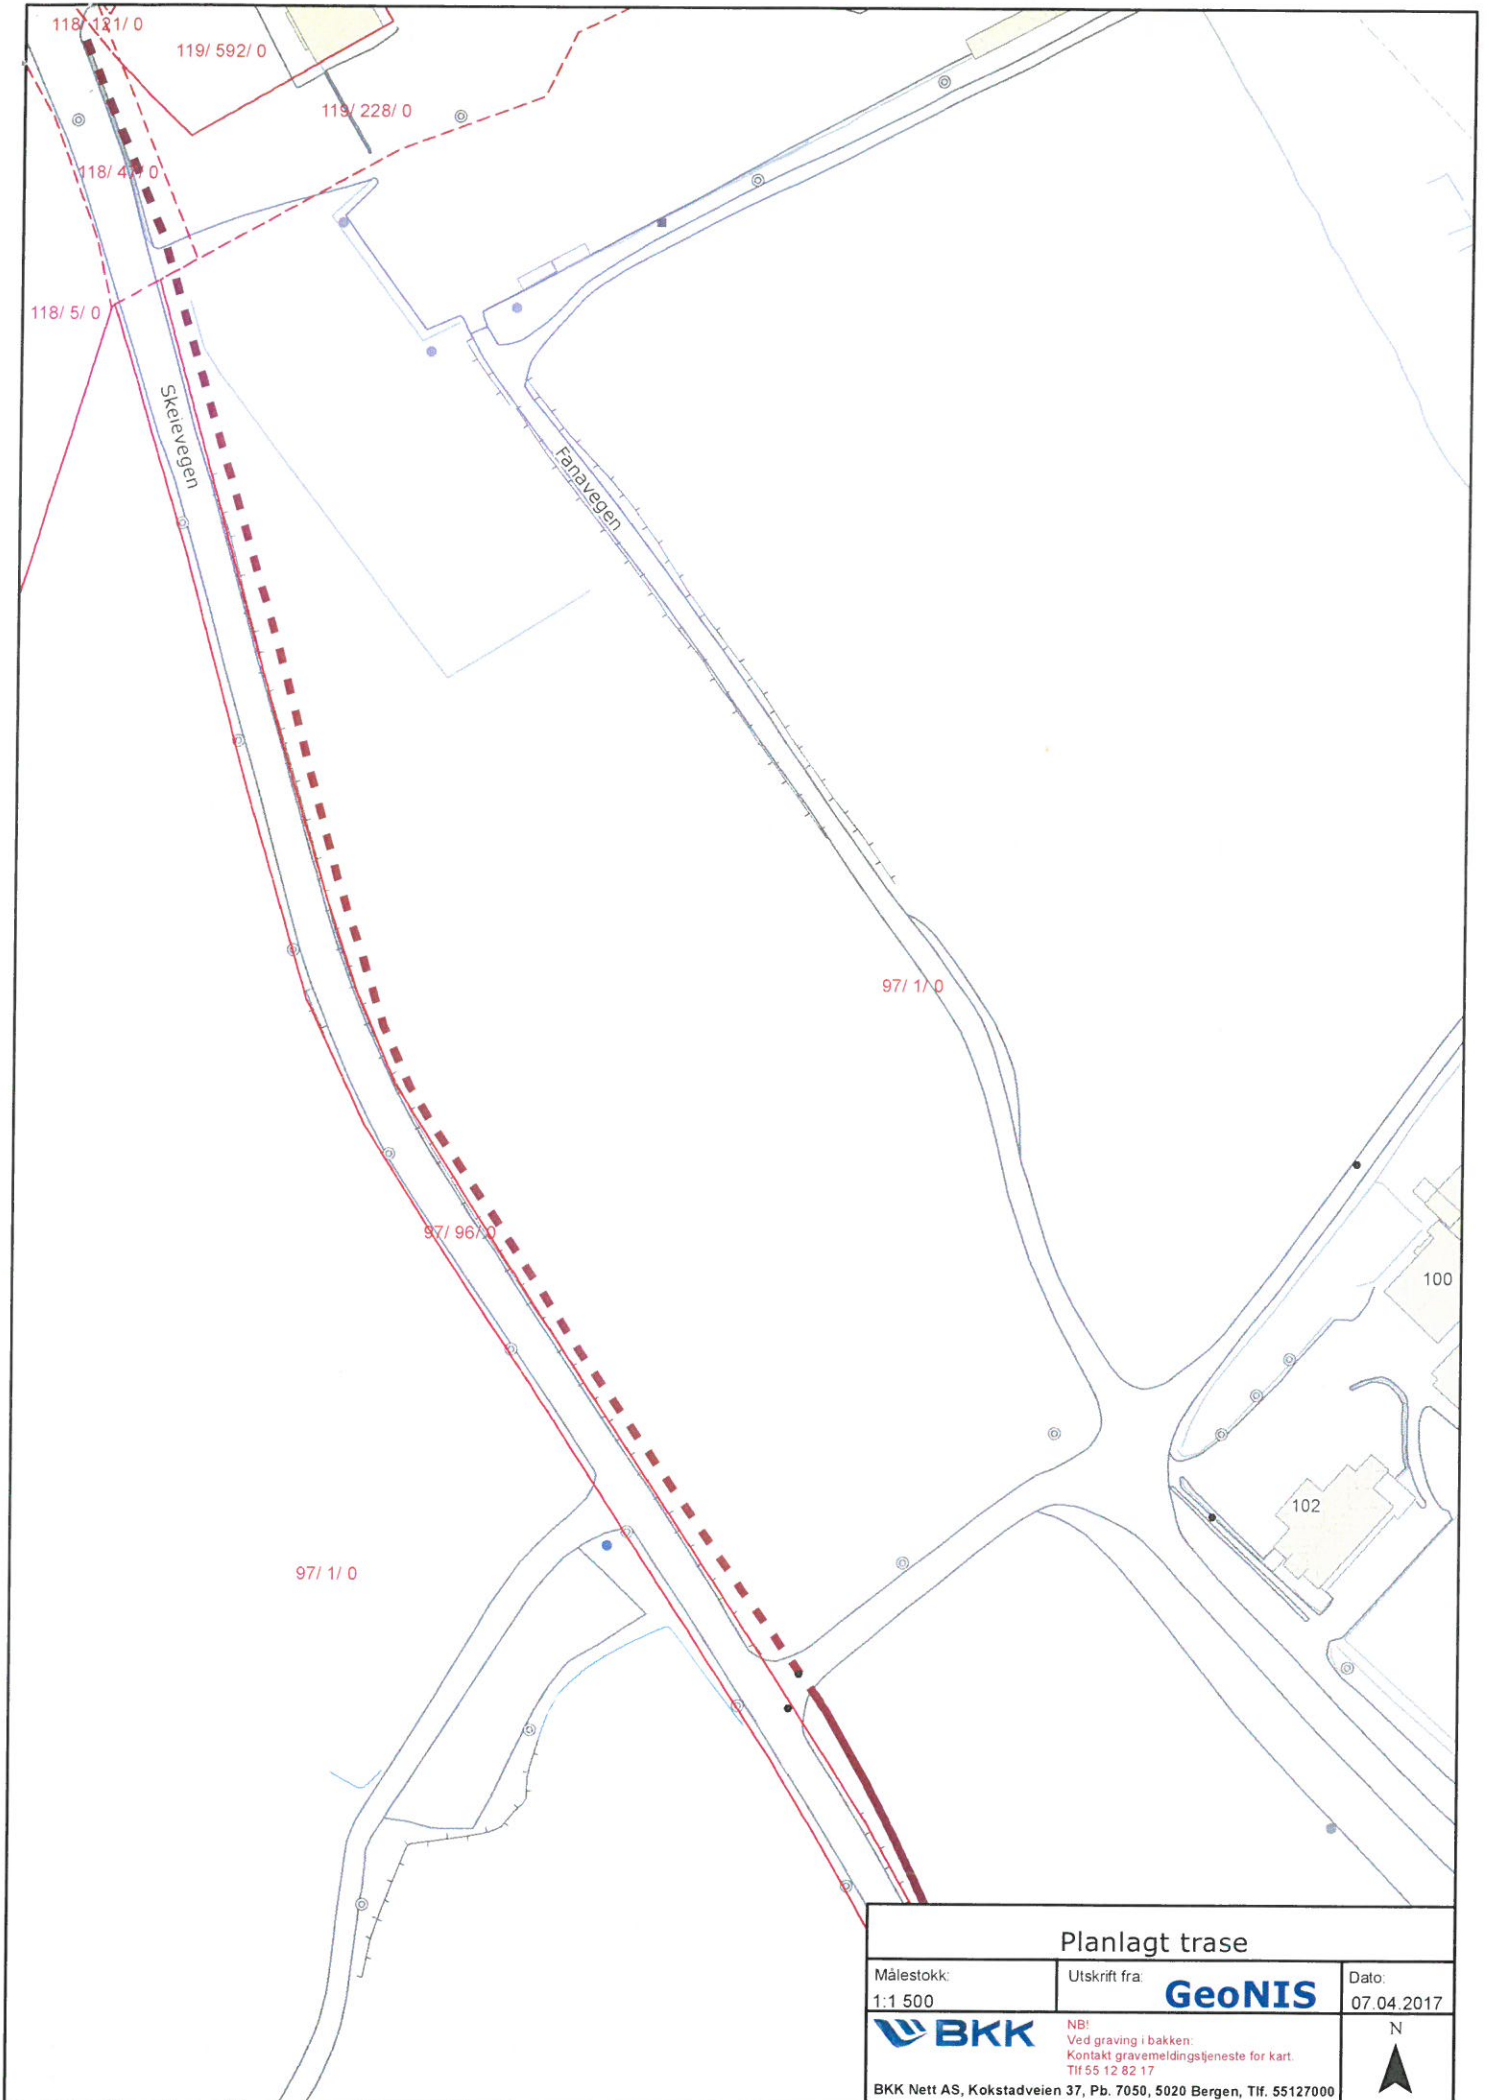 118/ 121/ 0
119/ 592/ 0
119/ 228/ 0
118/ 5/ 0
Skeievegen
Fanavegen
97/ 1/ 0
97/ 96/ 0
100
102
97/ 1/ 0
Planlagt trase
Målestokk:
1:1 500
Utskrift fra:
GeoNIS
Dato:
07.04.2017
BKK
NB!
Ved graving i bakken:
Kontakt gravemeldingstjeneste for kart.
Tlf 55 12 82 17
N
BKK Nett AS, Kokstadveien 37, Pb. 7050, 5020 Bergen, Tlf. 55127000